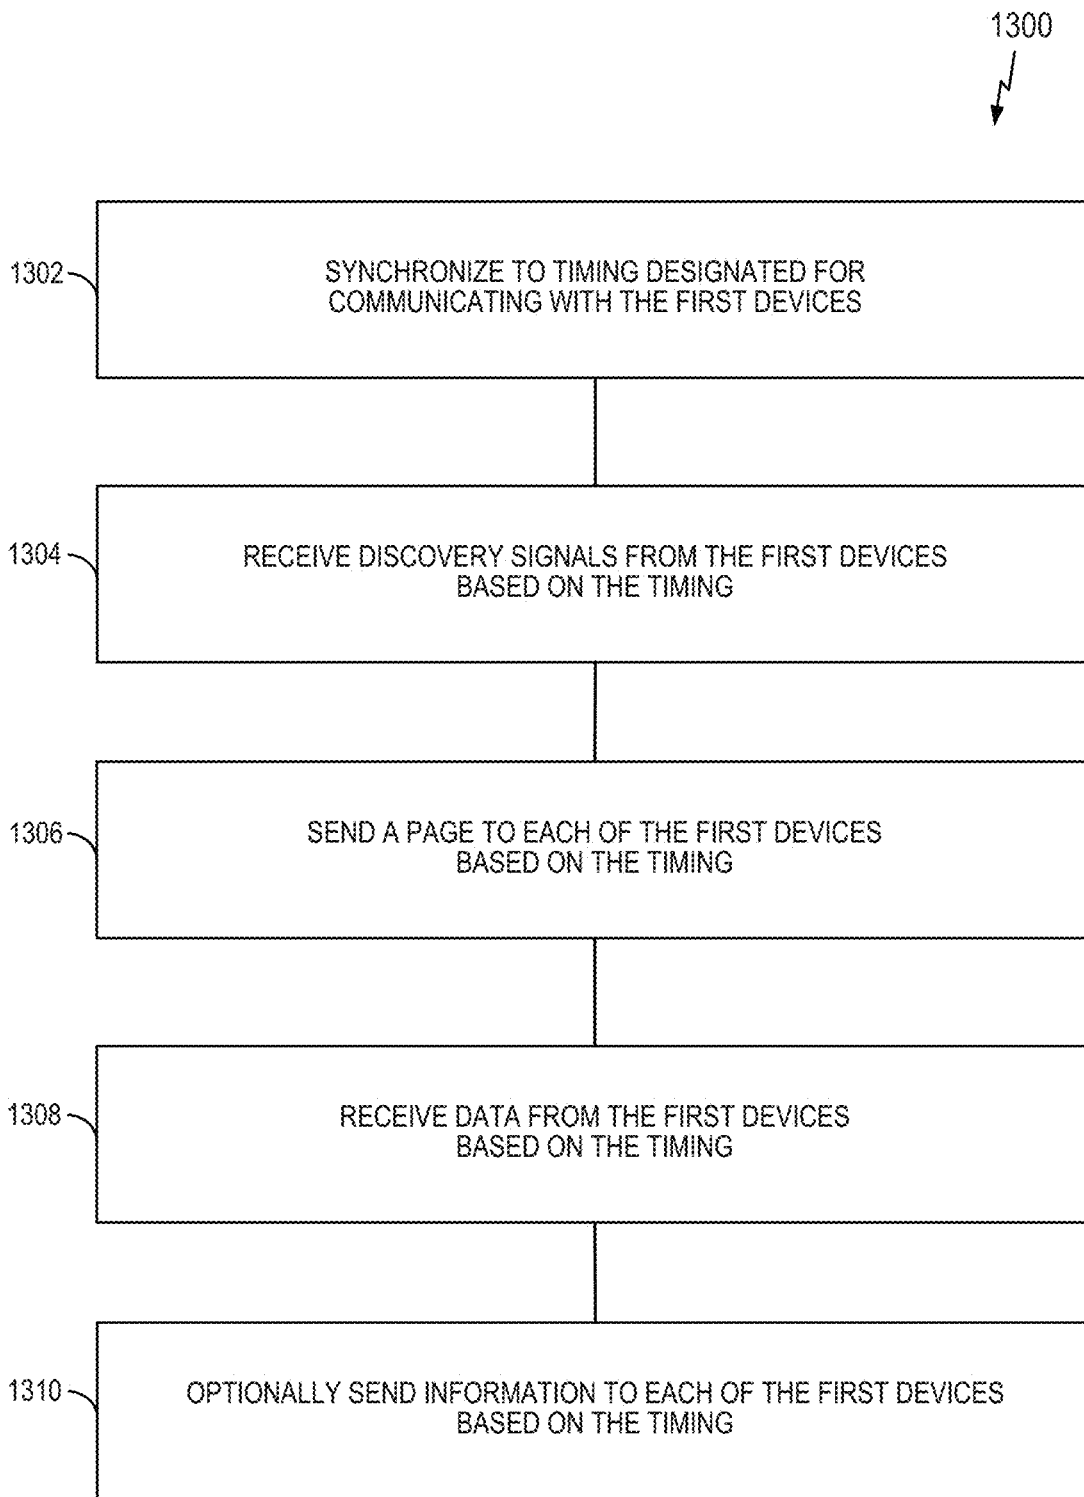 1300
1302
SYNCHRONIZE TO TIMING DESIGNATED FOR
COMMUNICATING WITH THE FIRST DEVICES
1304
RECEIVE DISCOVERY SIGNALS FROM THE FIRST DEVICES
BASED ON THE TIMING
1306
SEND A PAGE TO EACH OF THE FIRST DEVICES
BASED ON THE TIMING
1308
RECEIVE DATA FROM THE FIRST DEVICES
BASED ON THE TIMING
1310
OPTIONALLY SEND INFORMATION TO EACH OF THE FIRST DEVICES
BASED ON THE TIMING